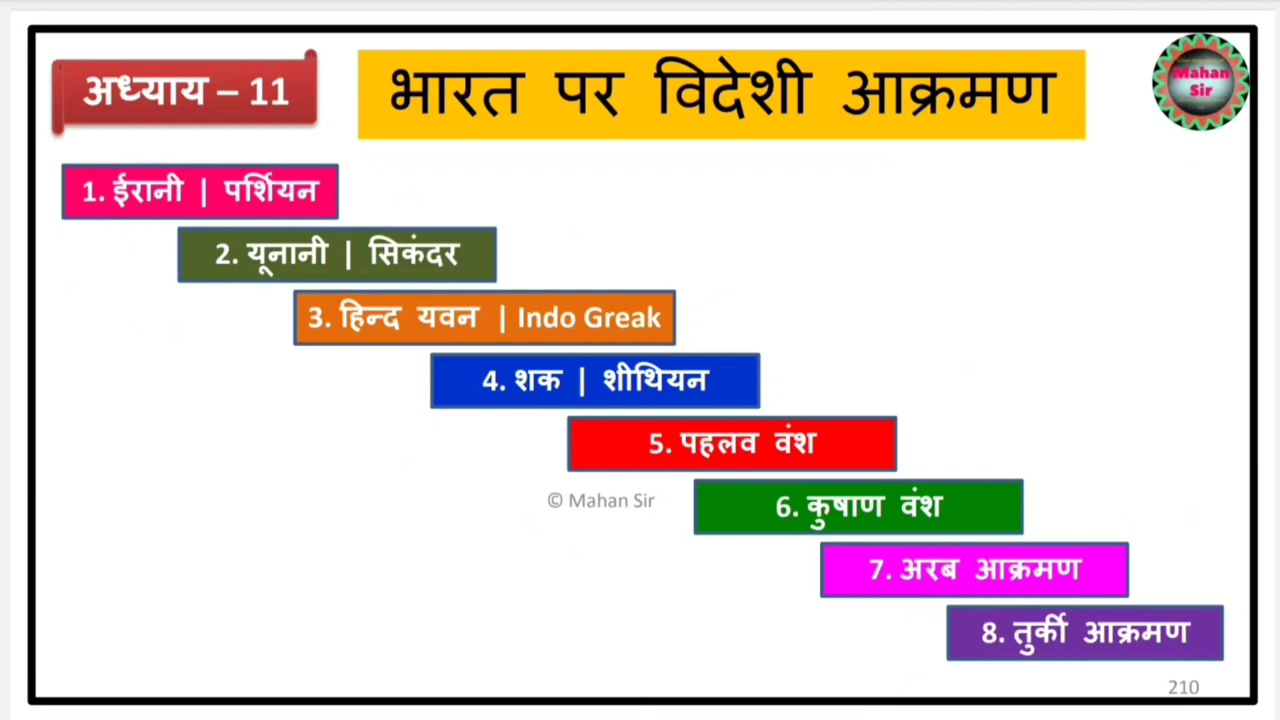 अध्याय – 11
भारत पर विदेशी आक्रमण
Mahan
Sir
1. ईरानी | पर्शियन
2. यूनानी | सिकंदर
3. हिन्द यवन | Indo Greak
4. शक | शीथियन
5. पहलव वंश
© Mahan Sir
6. कुषाण वंश
7. अरब आक्रमण
8. तुर्की आक्रमण
210